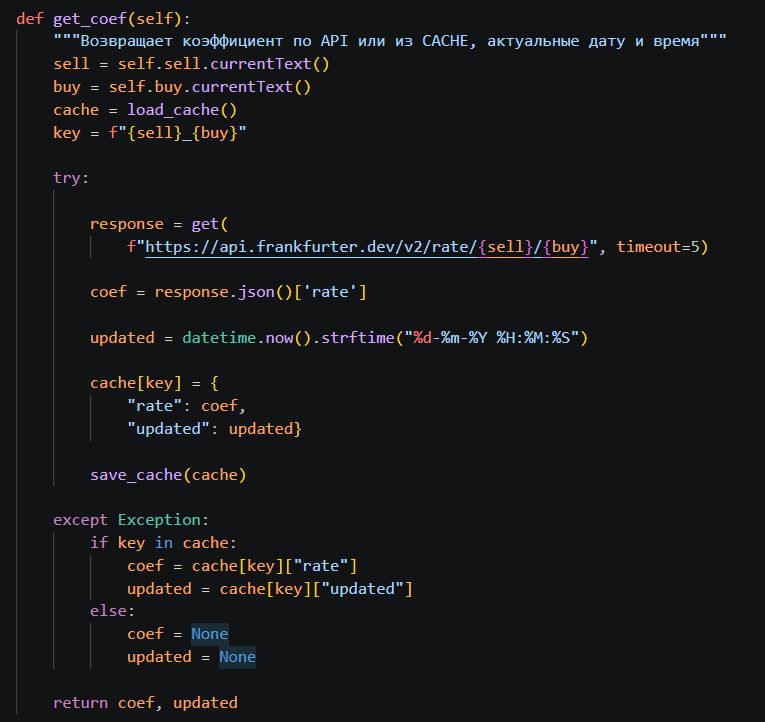 def get_coef(self):
    """Возвращает коэффициент по API или из CACHE, актуальные дату и время"""
    sell = self.sell.currentText()
    buy = self.buy.currentText()
    cache = load_cache()
    key = f"{sell}_{buy}"
    try:
        response = get(
            f"https://api.frankfurter.dev/v2/rate/{sell}/{buy}", timeout=5)
        coef = response.json()['rate']
        updated = datetime.now().strftime("%d-%m-%Y %H:%M:%S")
        cache[key] = {
            "rate": coef,
            "updated": updated}
        save_cache(cache)
    except Exception:
        if key in cache:
            coef = cache[key]["rate"]
            updated = cache[key]["updated"]
        else:
            coef = None
            updated = None
    return coef, updated